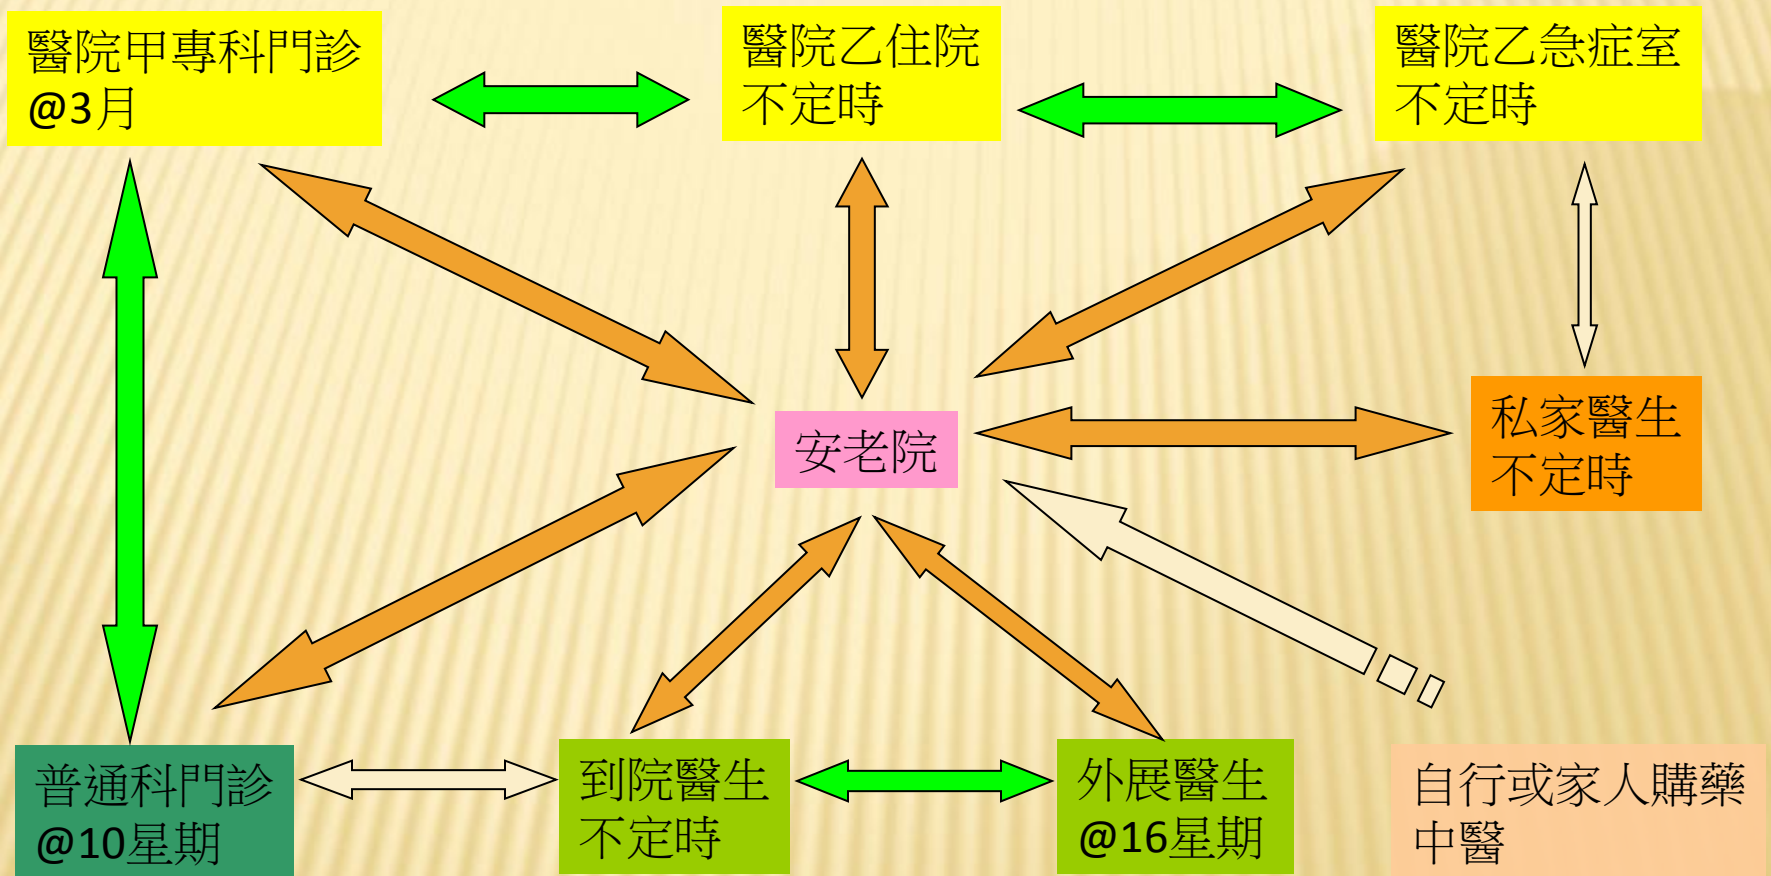 醫院甲專科門診
@3月
醫院乙住院
不定時
醫院乙急症室
不定時
安老院
私家醫生
不定時
普通科門診
@10星期
到院醫生
不定時
外展醫生
@16星期
自行或家人購藥
中醫